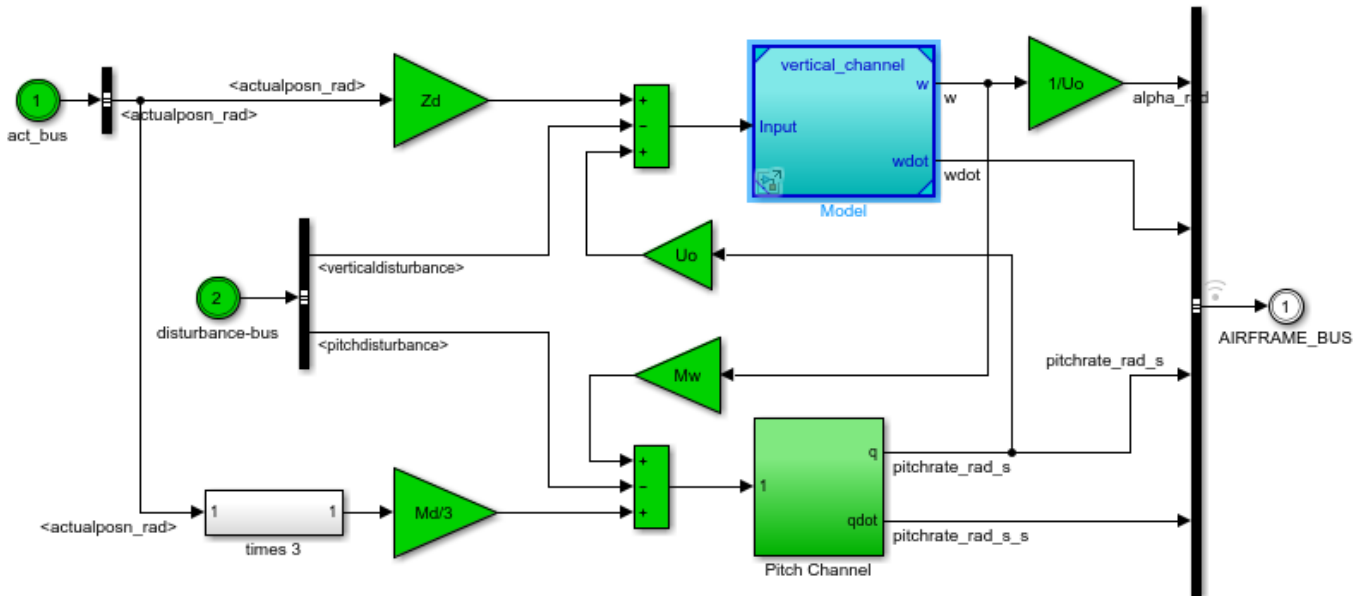 vertical_channel
<actualposn_rad>
Zd
+
w
1/Uo
1
<actualposn_rad>
−
w
alpha_rad
act_bus
+
Input
wdot
wdot
Model
Uo
<verticaldisturbance>
2
1
disturbance-bus
<pitchdisturbance>
AIRFRAME_BUS
Mw
pitchrate_rad_s
+
q
pitchrate_rad_s
−
1
1
1
Md/3
+
<actualposn_rad>
qdot
pitchrate_rad_s_s
times 3
Pitch Channel